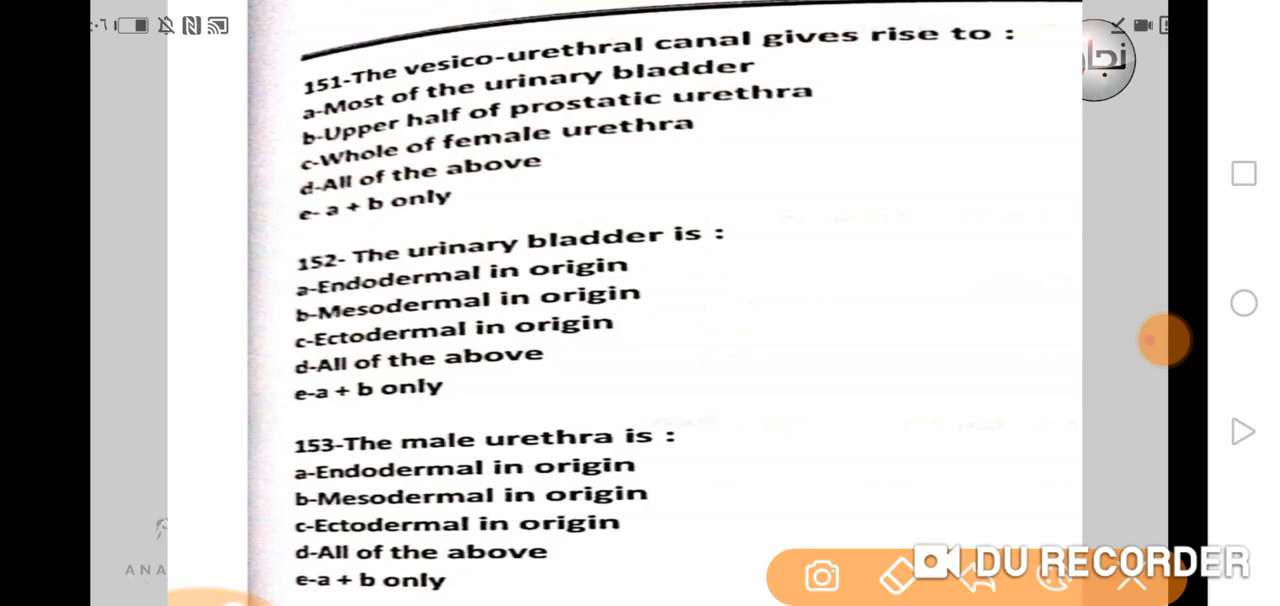 ٠:٦
151-The vesico-urethral canal gives rise to :
a-Most of the urinary bladder
b-Upper half of prostatic urethra
c-Whole of female urethra
d-All of the above
e- a + b only
152- The urinary bladder is :
a-Endodermal in origin
b-Mesodermal in origin
c-Ectodermal in origin
d-All of the above
e-a + b only
153-The male urethra is :
a-Endodermal in origin
b-Mesodermal in origin
c-Ectodermal in origin
d-All of the above
e-a + b only
ANA
DU RECORDER